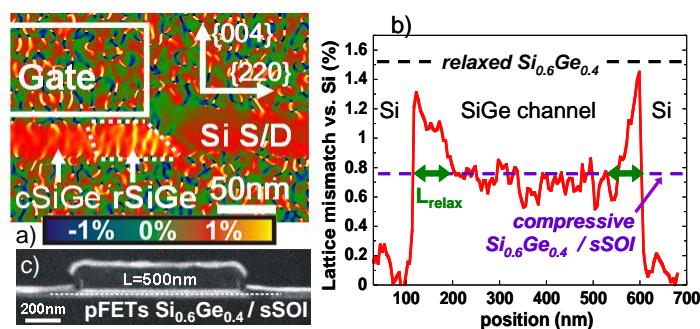 {004}
{220}
Gate
Si S/D
cSiGe rSiGe
50nm
a)
-1% 0% 1%
c)
L=500nm
200nm
pFETs Si0.6Ge0.4 / sSOI
b)
Lattice mismatch vs. Si (%)
1.6
1.4
1.2
1.0
0.8
0.6
0.4
0.2
0.0
relaxed Si0.6Ge0.4
Si SiGe channel Si
Lrelax
compressive
Si0.6Ge0.4 / sSOI
100 200 300 400 500 600 700
position (nm)